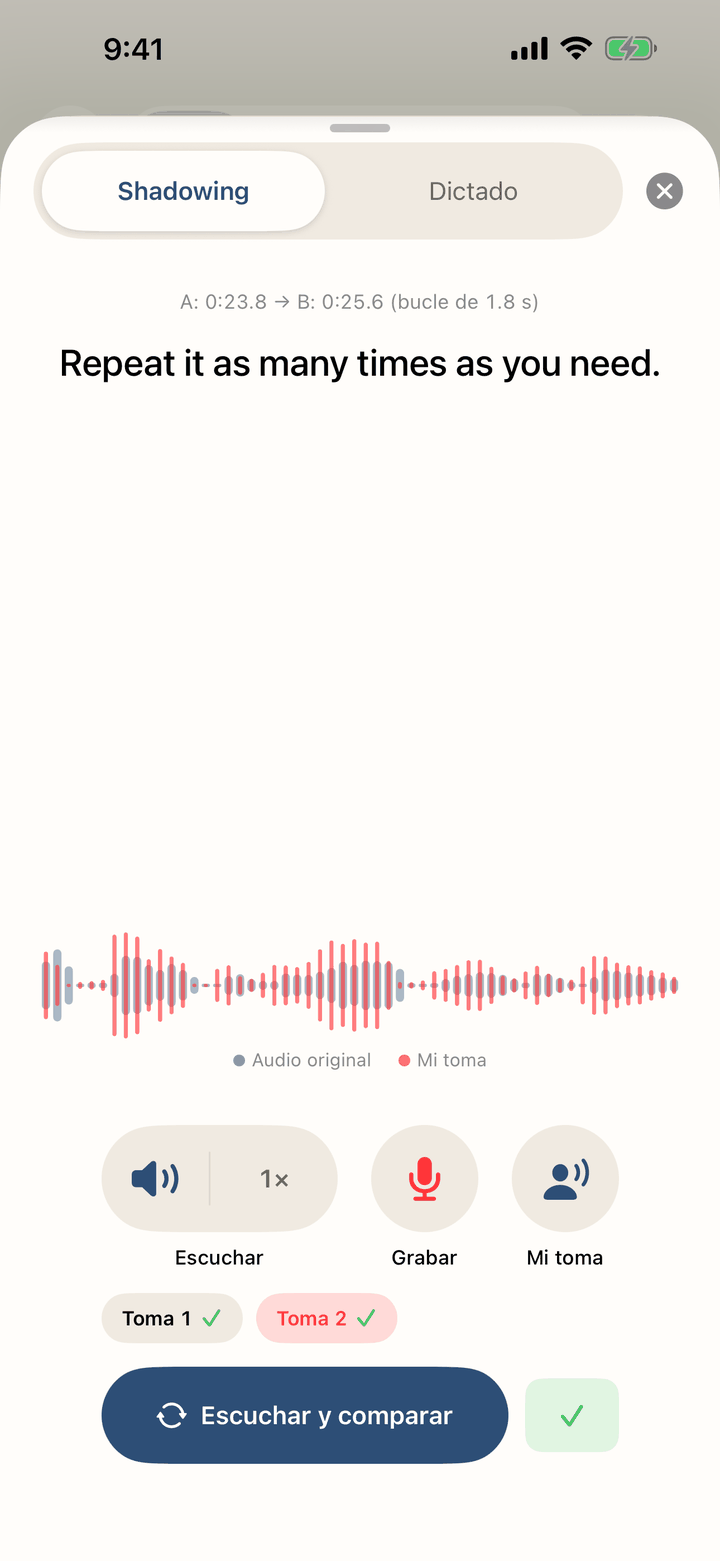 9:41
Shadowing Dictado
A: 0:23.8 → B: 0:25.6 (bucle de 1.8 s)
Repeat it as many times as you need.
Audio original Mi toma
1×
Escuchar Grabar Mi toma
Toma 1 ✓ Toma 2 ✓
Escuchar y comparar ✓